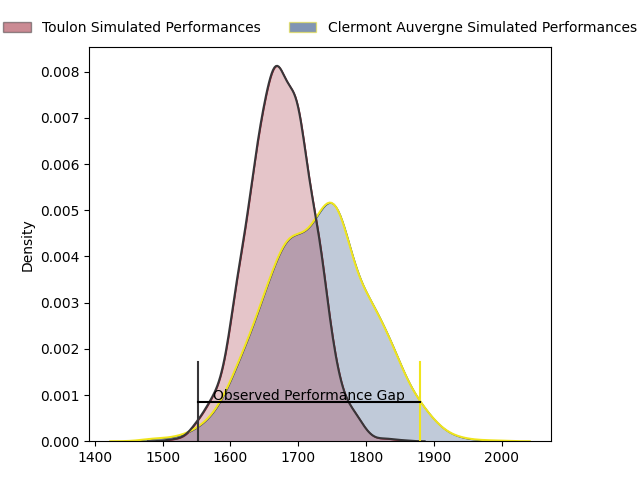 Toulon Simulated Performances
Clermont Auvergne Simulated Performances
0.008
0.007
0.006
0.005
0.004
0.003
0.002
0.001
0.000
Density
Observed Performance Gap
1400 1500 1600 1700 1800 1900 2000